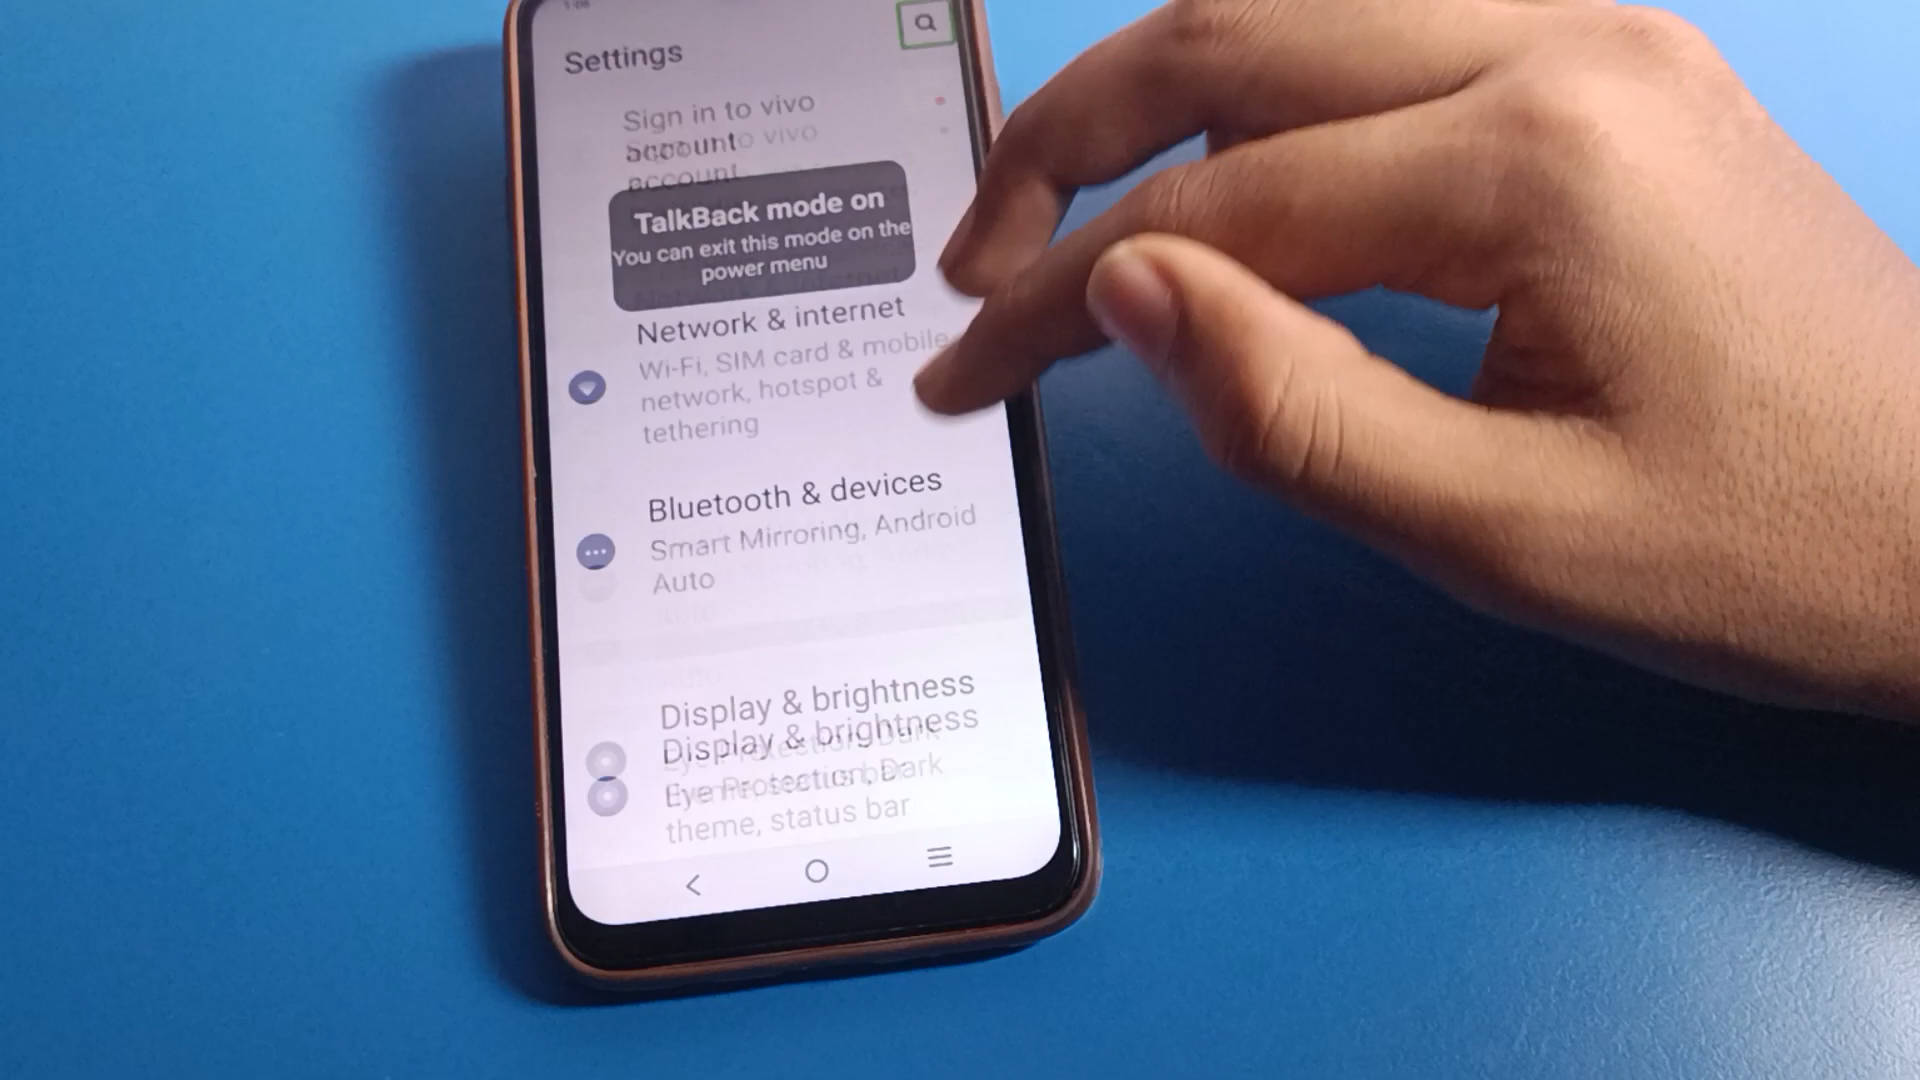 Settings
Sign in to vivo
account
TalkBack mode on
You can exit this mode on the
power menu
Network & internet
Wi-Fi, SIM card & mobile
network, hotspot &
tethering
Bluetooth & devices
Smart Mirroring, Android
Auto
Display & brightness
Display & brightness
Eye Protection, Dark
theme, status bar